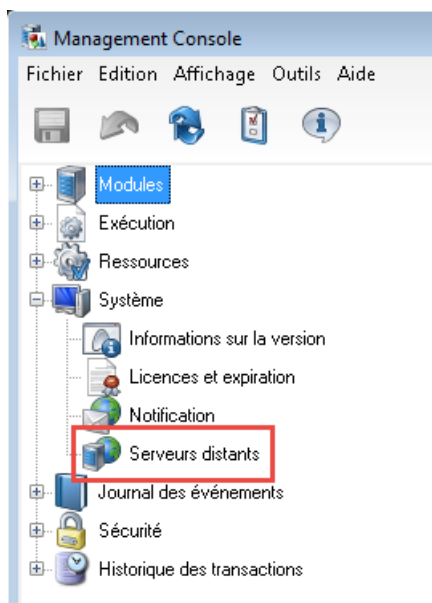 Management Console
Fichier Edition Affichage Outils Aide
Modules
Exécution
Ressources
Système
Informations sur la version
Licences et expiration
Notification
Serveurs distants
Journal des événements
Sécurité
Historique des transactions